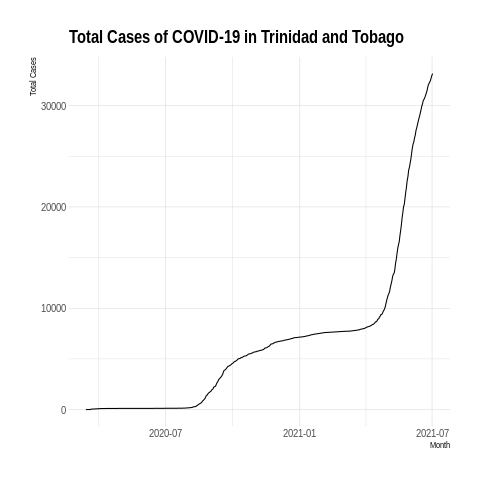 Total Cases of COVID-19 in Trinidad and Tobago
Total Cases
30000
20000
10000
0
2020-07
2021-01
2021-07
Month